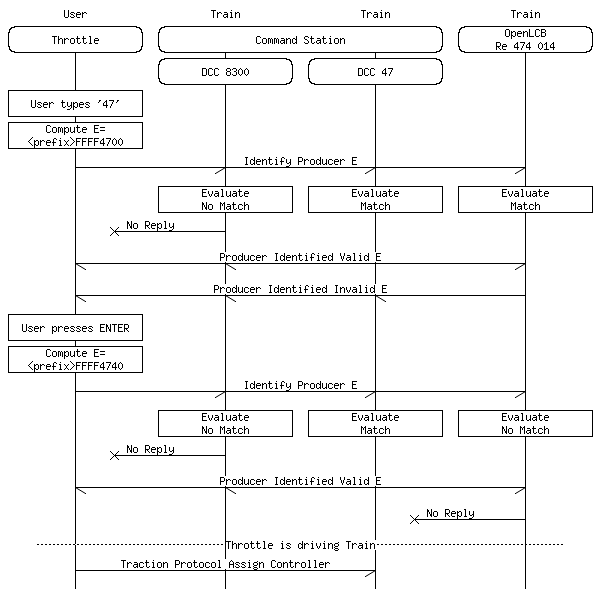 User Train Train Train
Throttle Command Station OpenLCB
Re 474 014
DCC 8300 DCC 47
User types '47'
Compute E=
<prefix>FFFF4700
Identify Producer E
Evaluate Evaluate Evaluate
No Match Match Match
No Reply
Producer Identified Valid E
Producer Identified Invalid E
User presses ENTER
Compute E=
<prefix>FFFF4740
Identify Producer E
Evaluate Evaluate Evaluate
No Match Match No Match
No Reply
Producer Identified Valid E
No Reply
Throttle is driving Train
Traction Protocol Assign Controller